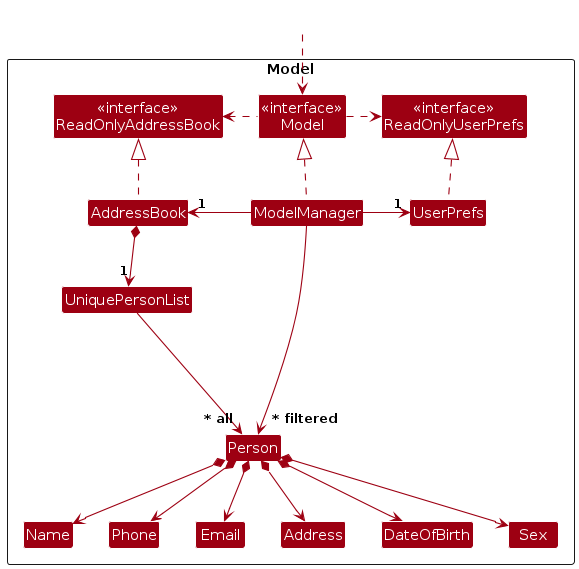 Model
«interface»
ReadOnlyAddressBook
«interface»
Model
«interface»
ReadOnlyUserPrefs
AddressBook
1
ModelManager
1
UserPrefs
1
UniquePersonList
* all
* filtered
Person
Name
Phone
Email
Address
DateOfBirth
Sex